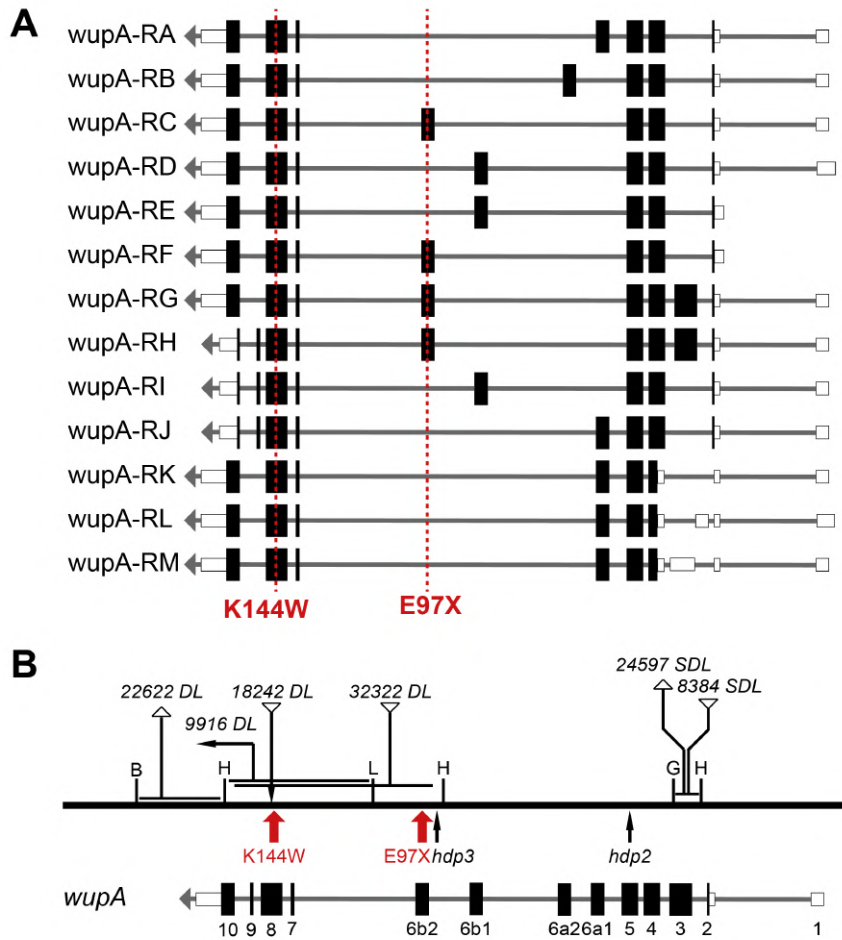 A
wupA-RA
wupA-RB
wupA-RC
wupA-RD
wupA-RE
wupA-RF
wupA-RG
wupA-RH
wupA-RI
wupA-RJ
wupA-RK
wupA-RL
wupA-RM
K144W E97X
B
24597 SDL
22622 DL 18242 DL 32322 DL 8384 SDL
9916 DL
B H L H G H
K144W E97X hdp3 hdp2
wupA
10 9 8 7 6b2 6b1 6a2 6a1 5 4 3 2 1